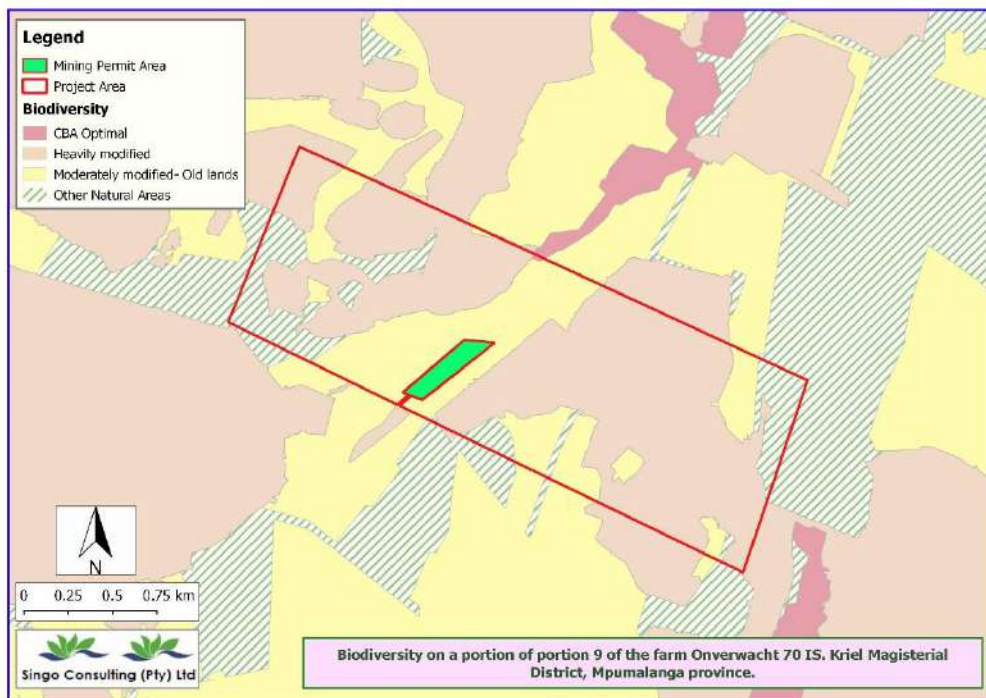 Legend
Mining Permit Area
Project Area
Biodiversity
CBA Optimal
Heavily modified
Moderately modified- Old lands
Other Natural Areas
N
0 0.25 0.5 0.75 km
Singo Consulting (Pty) Ltd
Biodiversity on a portion of portion 9 of the farm Onverwacht 70 IS. Kriel Magisterial
District, Mpumalanga province.